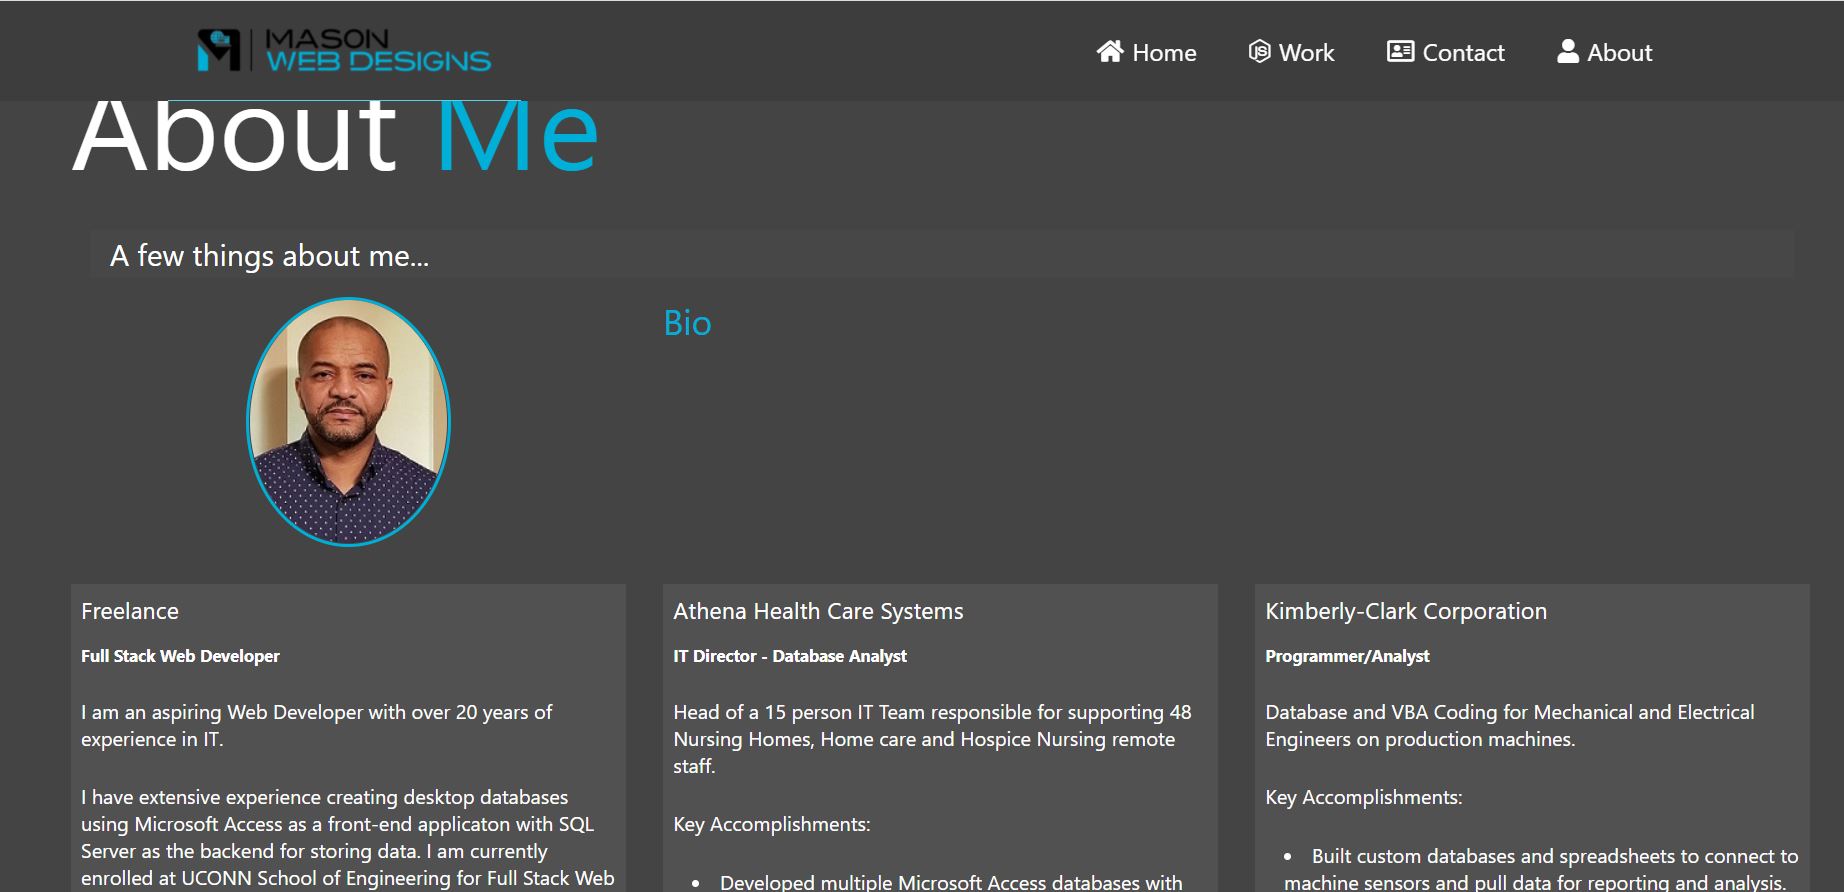 MASON
WEB DESIGNS
Home Work Contact About
About Me
A few things about me...
Bio
Freelance
Full Stack Web Developer
I am an aspiring Web Developer with over 20 years of
experience in IT.
I have extensive experience creating desktop databases
using Microsoft Access as a front-end applicaton with SQL
Server as the backend for storing data. I am currently
enrolled at UCONN School of Engineering for Full Stack Web
Athena Health Care Systems
IT Director - Database Analyst
Head of a 15 person IT Team responsible for supporting 48
Nursing Homes, Home care and Hospice Nursing remote
staff.
Key Accomplishments:
• Developed multiple Microsoft Access databases with
Kimberly-Clark Corporation
Programmer/Analyst
Database and VBA Coding for Mechanical and Electrical
Engineers on production machines.
Key Accomplishments:
• Built custom databases and spreadsheets to connect to
machine sensors and pull data for reporting and analysis.